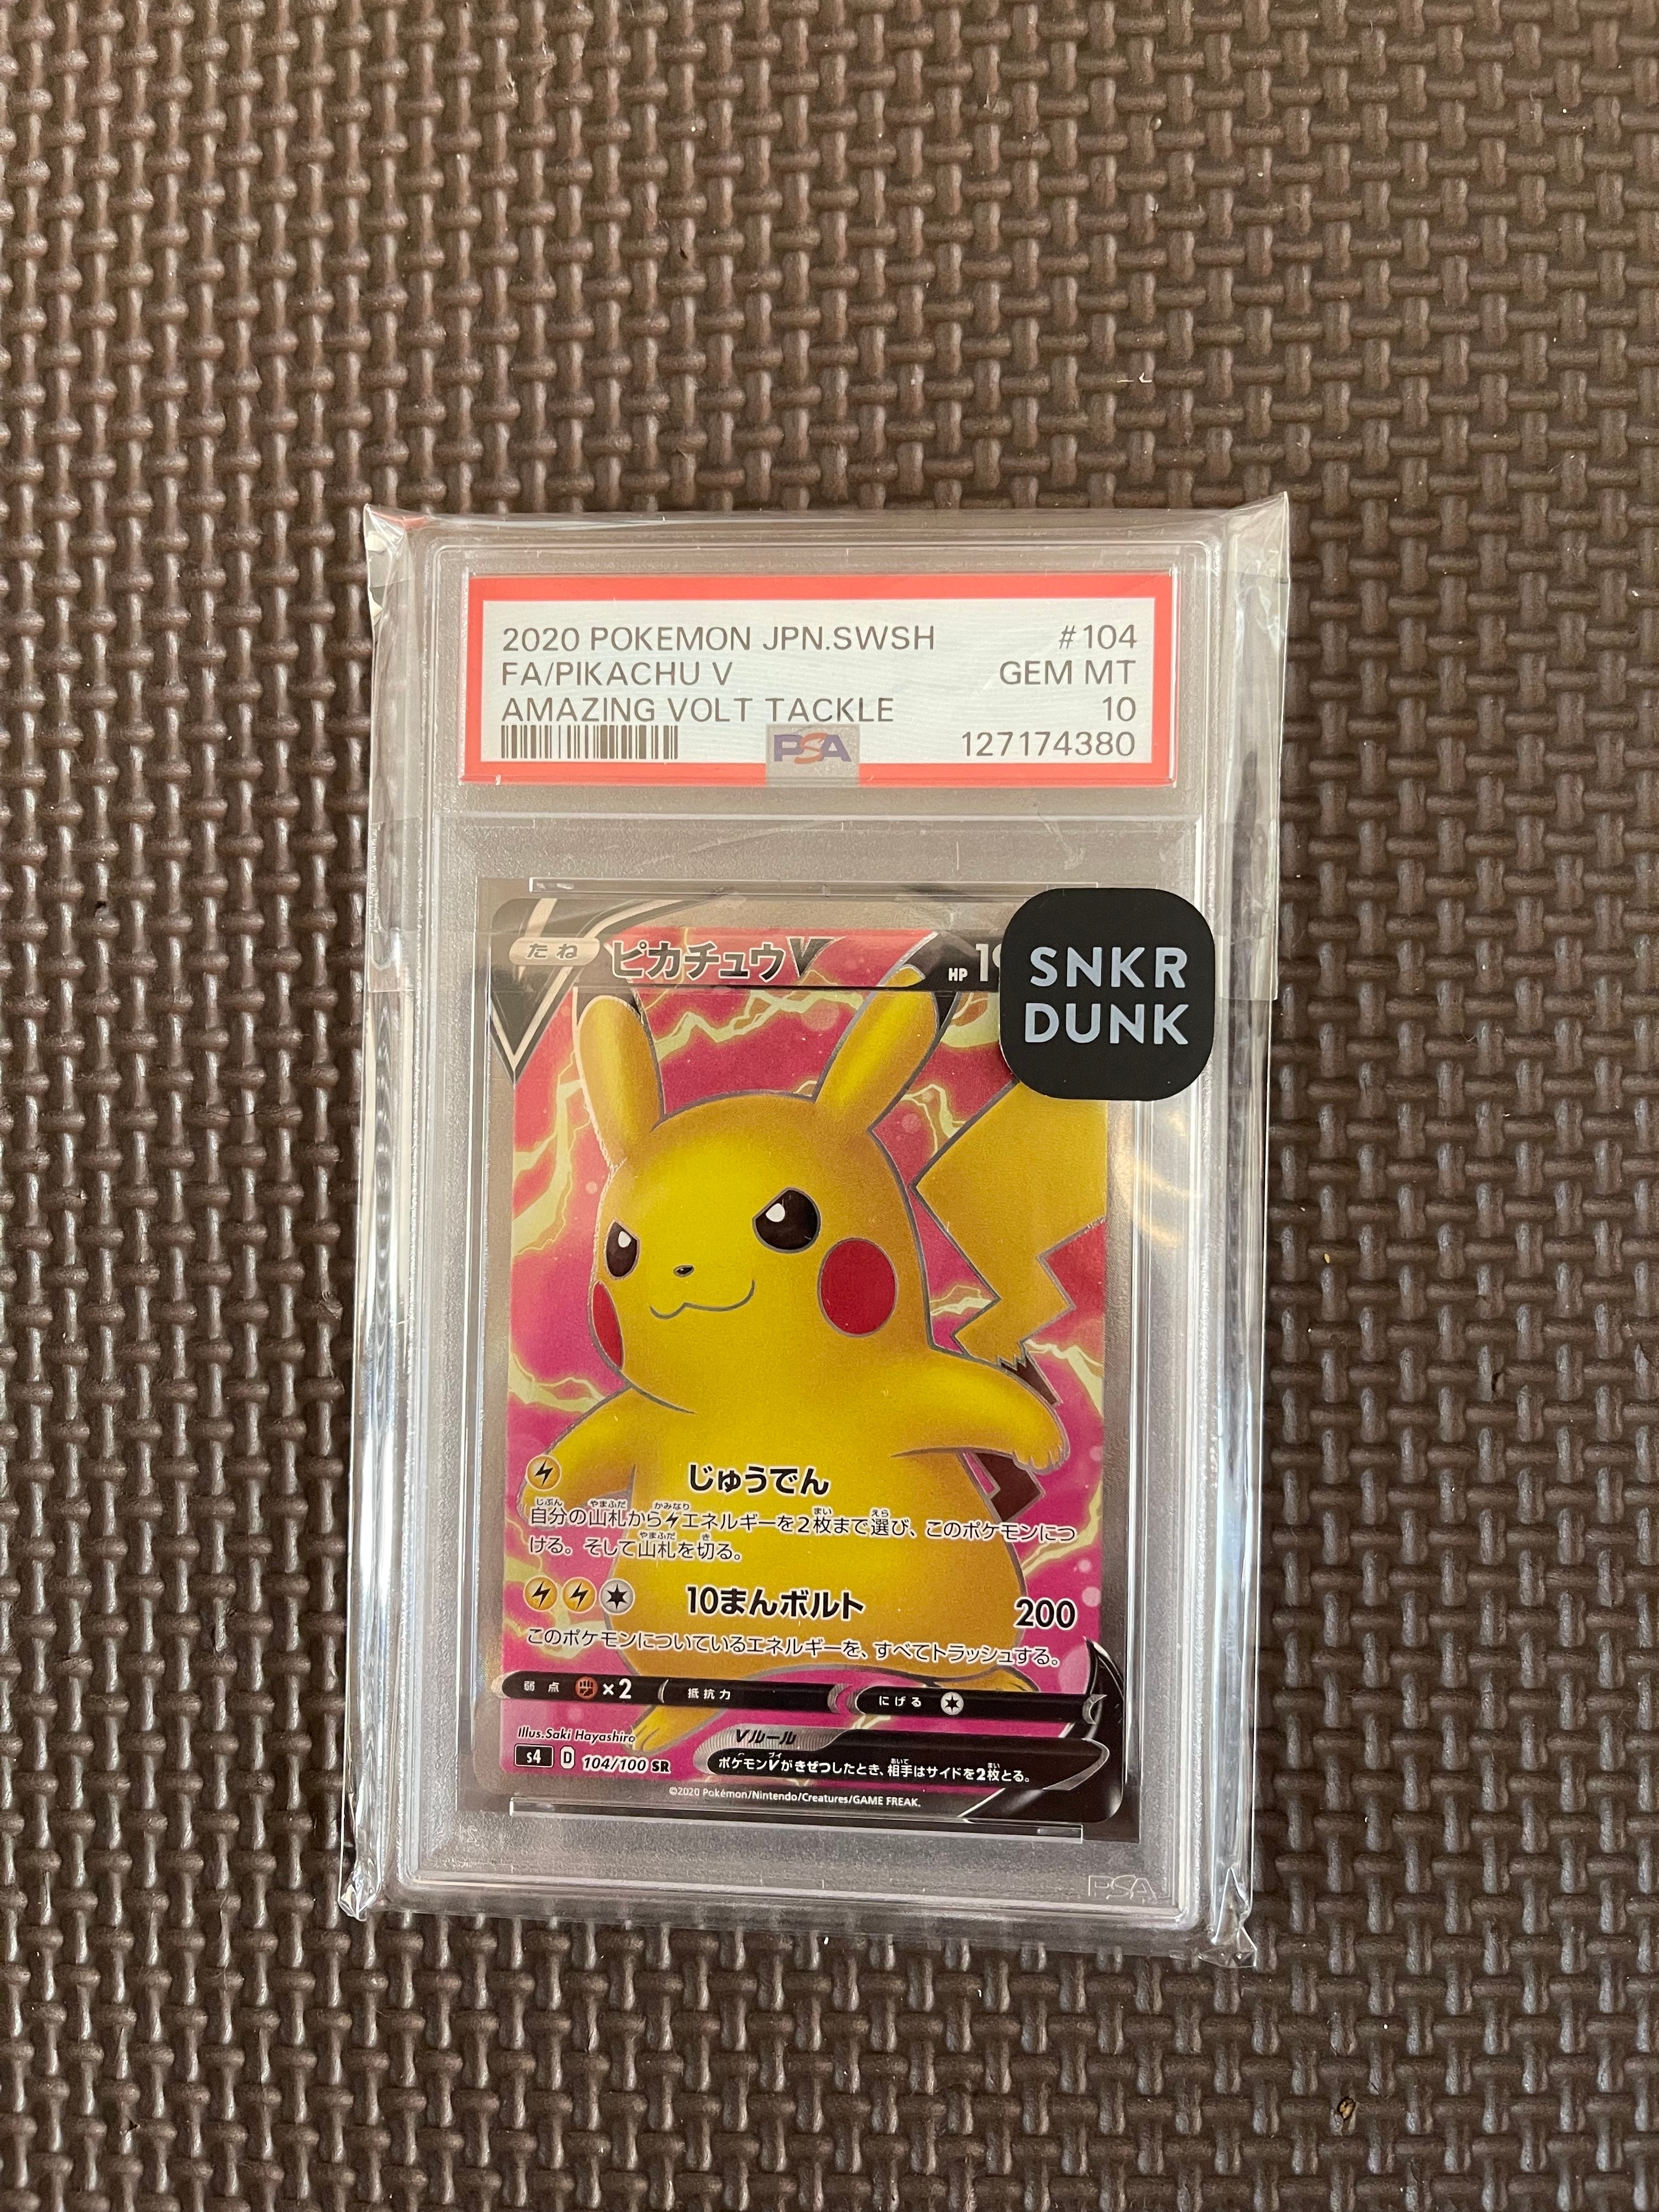 2020 POKEMON JPN.SWSH #104
FA/PIKACHU V GEM MT
AMAZING VOLT TACKLE 10
PSA 127174380
たね ピカチュウV HP
SNKR
DUNK
じゅうでん
自分の山札からエネルギーを2枚まで選び、このポケモンにつ
ける。そして山札を切る。
10まんボルト 200
このポケモンについているエネルギーを、すべてトラッシュする。
弱点 ×2 抵抗力 にげる
Illus.Saki Hayashiro
Vルール
s4 D 104/100 SR ポケモンVがきぜつしたとき、相手はサイドを2枚とる。
©2020 Pokémon/Nintendo/Creatures/GAME FREAK.
PSA